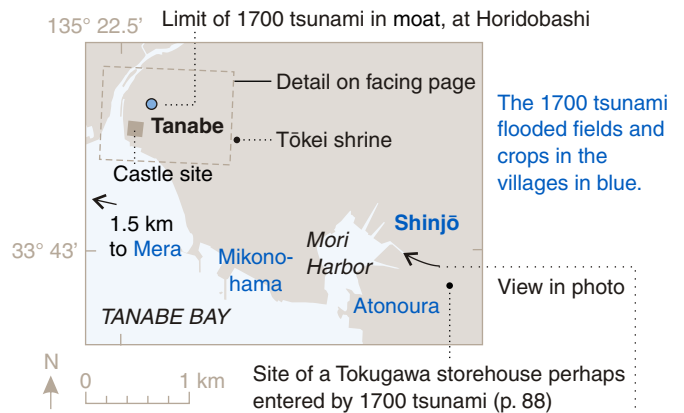 Limit of 1700 tsunami in moat, at Horidobashi
135° 22.5’
Detail on facing page
Tanabe
Tōkei shrine
The 1700 tsunami
flooded fields and
crops in the
villages in blue.
Castle site
1.5 km
to Mera
33° 43’
Shinjō
Mori
Harbor
Mikono-
hama
View in photo
Atonoura
TANABE BAY
N
0 1 km
Site of a Tokugawa storehouse perhaps
entered by 1700 tsunami (p. 88)